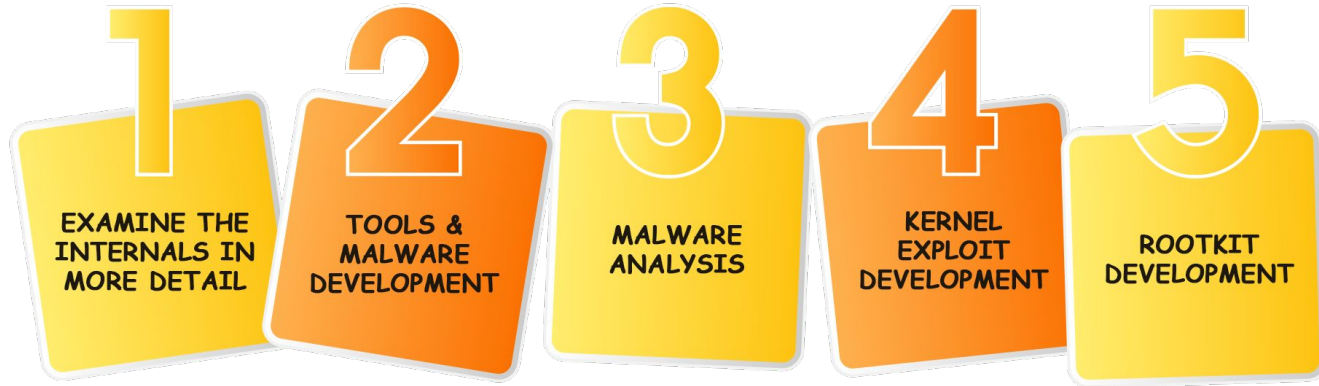 1
EXAMINE THE
INTERNALS IN
MORE DETAIL
2
TOOLS &
MALWARE
DEVELOPMENT
3
MALWARE
ANALYSIS
4
KERNEL
EXPLOIT
DEVELOPMENT
5
ROOTKIT
DEVELOPMENT